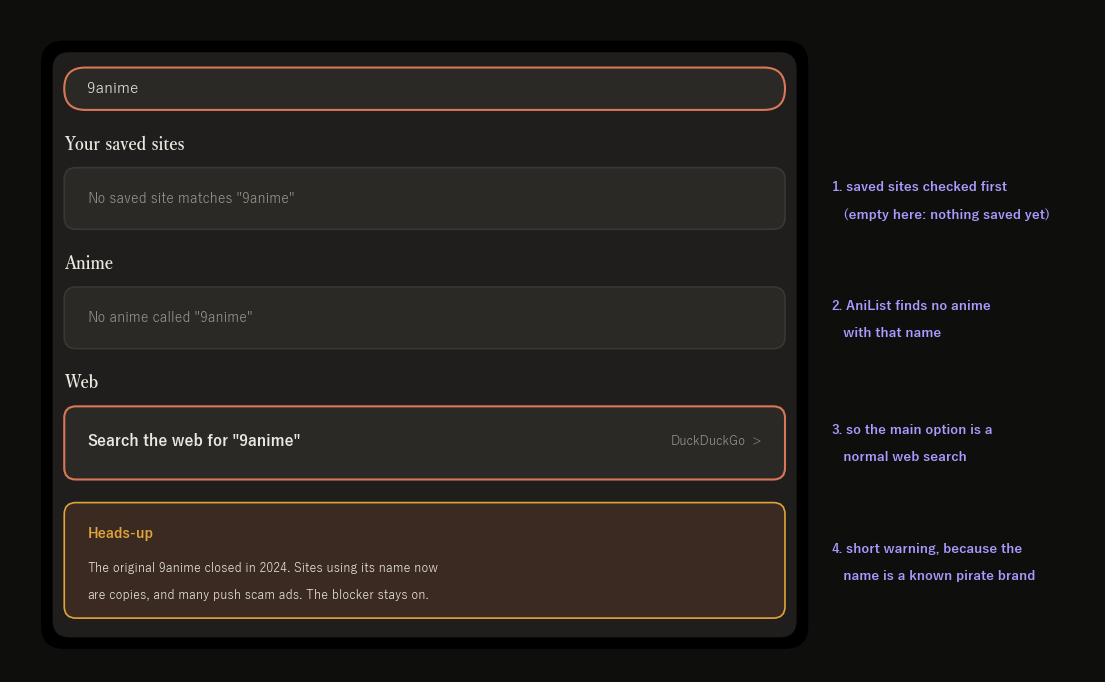 9anime
Your saved sites
No saved site matches "9anime"
1. saved sites checked first
(empty here: nothing saved yet)
Anime
No anime called "9anime"
2. AniList finds no anime
with that name
Web
Search the web for "9anime"
DuckDuckGo >
3. so the main option is a
normal web search
Heads-up
The original 9anime closed in 2024. Sites using its name now
are copies, and many push scam ads. The blocker stays on.
4. short warning, because the
name is a known pirate brand